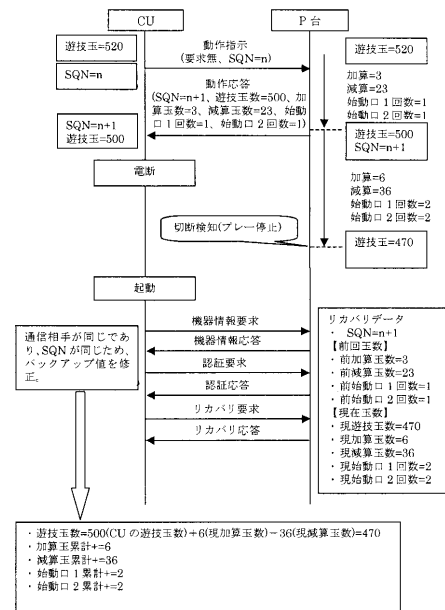 CU
P台
遊技玉=520
SQN=n
動作指示
(要求無、SQN=n)
遊技玉=520
加算=3
減算=23
始動口1回数=1
始動口2回数=1
動作応答
(SQN=n+1、遊技玉数=500、加
算玉数=3、減算玉数=23、始動
口1回数=1、始動口2回数=1)
SQN=n+1
遊技玉=500
遊技玉=500
SQN=n+1
電断
加算=6
減算=36
始動口1回数=2
始動口2回数=2
切断検知(プレー停止)
遊技玉=470
起動
機器情報要求
機器情報応答
認証要求
認証応答
リカバリ要求
リカバリ応答
通信相手が同じであ
り、SQNが同じため、
バックアップ値を修
正。
リカバリデータ
・ SQN=n+1
【前回玉数】
・ 前加算玉数=3
・ 前減算玉数=23
・ 前始動口1回数=1
・ 前始動口2回数=1
【現在玉数】
・ 現遊技玉数=470
・ 現加算玉数=6
・ 現減算玉数=36
・ 現始動口1回数=2
・ 現始動口2回数=2
・遊技玉数=500(CUの遊技玉数)+6(現加算玉数)-36(現減算玉数)=470
・加算玉累計+=6
・減算玉累計+=36
・始動口1累計+=2
・始動口2累計+=2